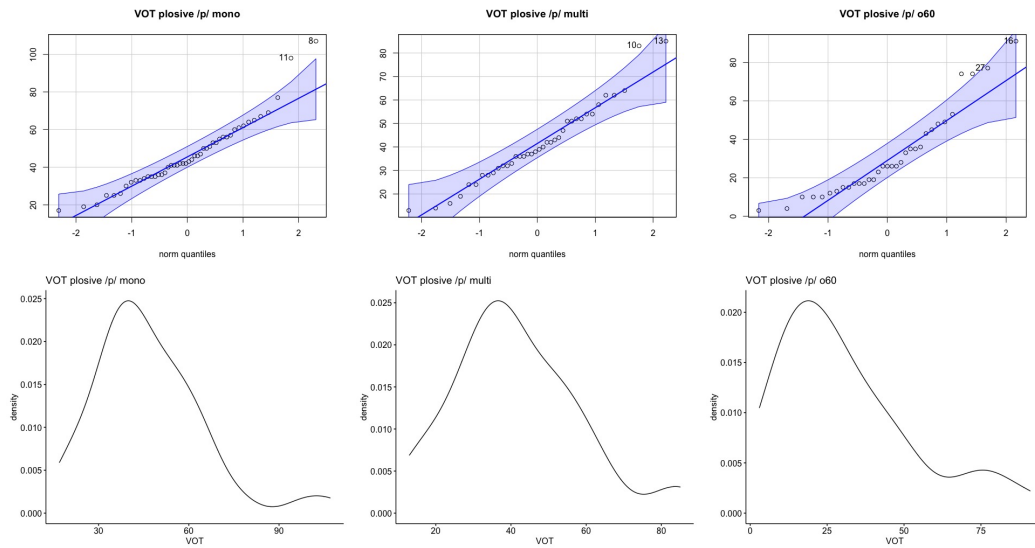 VOT plosive /p/ mono
VOT plosive /p/ multi
VOT plosive /p/ o60
20 40 60 80 100
8
11
-2 -1 0 1 2
norm quantiles
20 30 40 50 60 70 80
10
13
-2 -1 0 1 2
norm quantiles
0 20 40 60 80
16
27
-2 -1 0 1 2
norm quantiles
VOT plosive /p/ mono
VOT plosive /p/ multi
VOT plosive /p/ o60
0.025
0.020
0.015
0.010
0.005
0.000
density
30 60 90
VOT
0.025
0.020
0.015
0.010
0.005
0.000
density
20 40 60 80
VOT
0.020
0.015
0.010
0.005
0.000
density
0 25 50 75
VOT